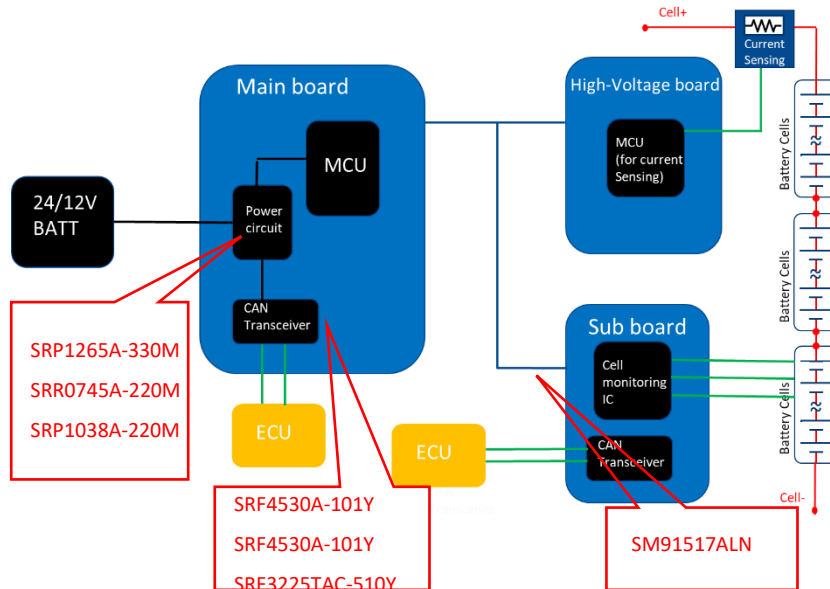 Cell+
Current
Sensing
Main board
High-Voltage board
MCU
MCU
(for current
Sensing)
Battery Cells
24/12V
BATT
Power
circuit
CAN
Transceiver
Battery Cells
SRP1265A-330M
SRR0745A-220M
SRP1038A-220M
Sub board
Cell
monitoring
IC
Battery Cells
ECU
ECU
CAN
Transceiver
Cell-
SRF4530A-101Y
SRF4530A-101Y
SRF3225TAC-510Y
SM91517ALN